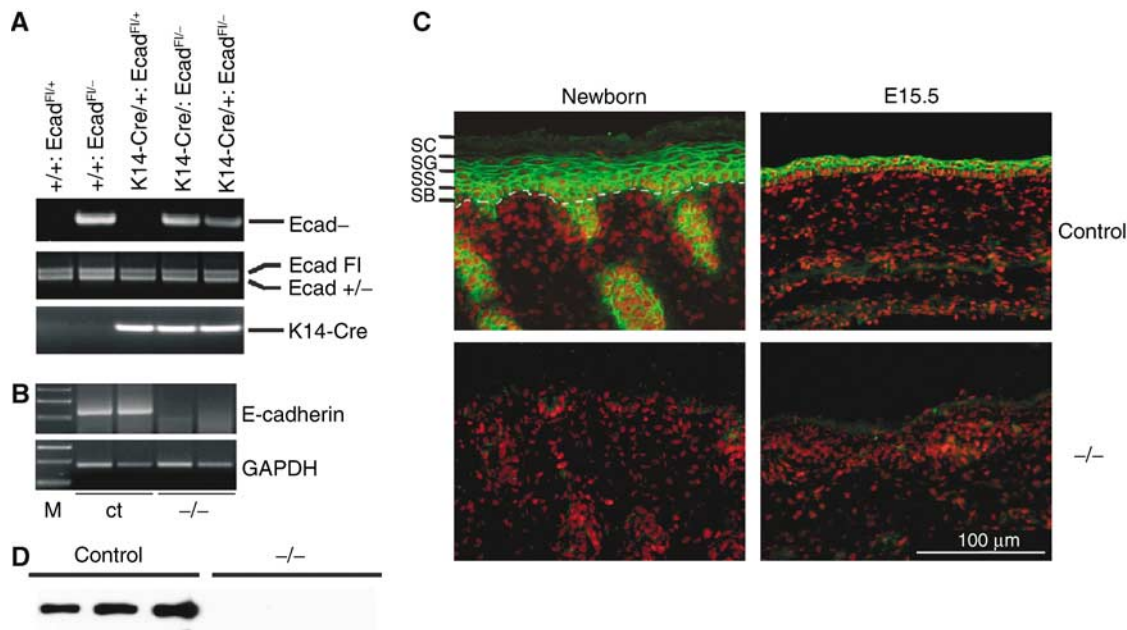 A
+/+: Ecad^Fl/+
+/+: Ecad^Fl/–
K14-Cre/+: Ecad^Fl/+
K14-Cre/: Ecad^Fl/–
K14-Cre/+: Ecad^Fl/–
Ecad–
Ecad Fl
Ecad +/–
K14-Cre
B
E-cadherin
GAPDH
M
ct
–/–
C
Newborn
E15.5
SC
SG
SS
SB
Control
–/–
100 μm
D
Control
–/–